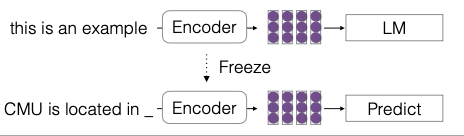 this is an example Encoder LM
Freeze
CMU is located in _ Encoder Predict